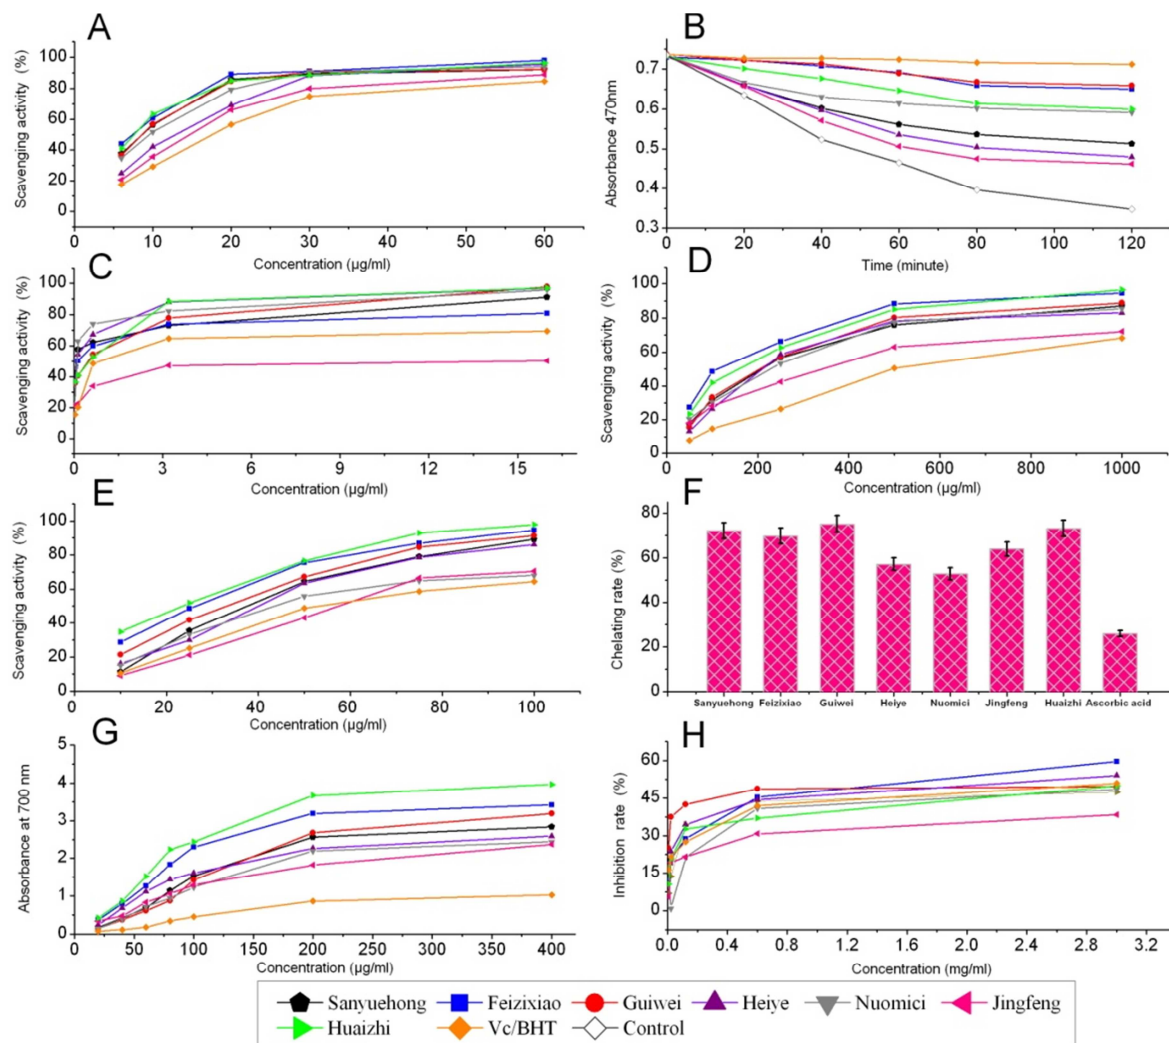 A
Scavenging activity (%)
100
80
60
40
20
0
0 10 20 30 40 50 60
Concentration (µg/ml)
B
Absorbance 470nm
0.7
0.6
0.5
0.4
0.3
0 20 40 60 80 100 120
Time (minute)
C
Scavenging activity (%)
100
80
60
40
20
0
0 3 6 9 12 15
Concentration (µg/ml)
D
Scavenging activity (%)
100
80
60
40
20
0
0 200 400 600 800 1000
Concentration (µg/ml)
E
Scavenging activity (%)
100
80
60
40
20
0
0 20 40 60 80 100
Concentration (µg/ml)
F
Chelating rate (%)
80
60
40
20
0
Sanyuehong Feizixiao Guiwei Heiye Nuomici Jingfeng Huaizhi Ascorbic acid
G
Absorbance at 700 nm
5
4
3
2
1
0
0 50 100 150 200 250 300 350 400
Concentration (µg/ml)
H
Inhibition rate (%)
60
45
30
15
0
0.0 0.4 0.8 1.2 1.6 2.0 2.4 2.8 3.2
Concentration (mg/ml)
Sanyuehong Feizixiao Guiwei Heiye Nuomici Jingfeng
Huaizhi Vc/BHT Control